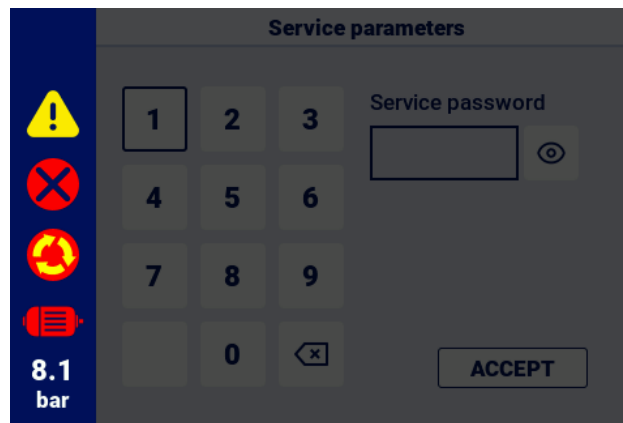 Service parameters
Service password
1 2 3
4 5 6
7 8 9
0
ACCEPT
8.1
bar